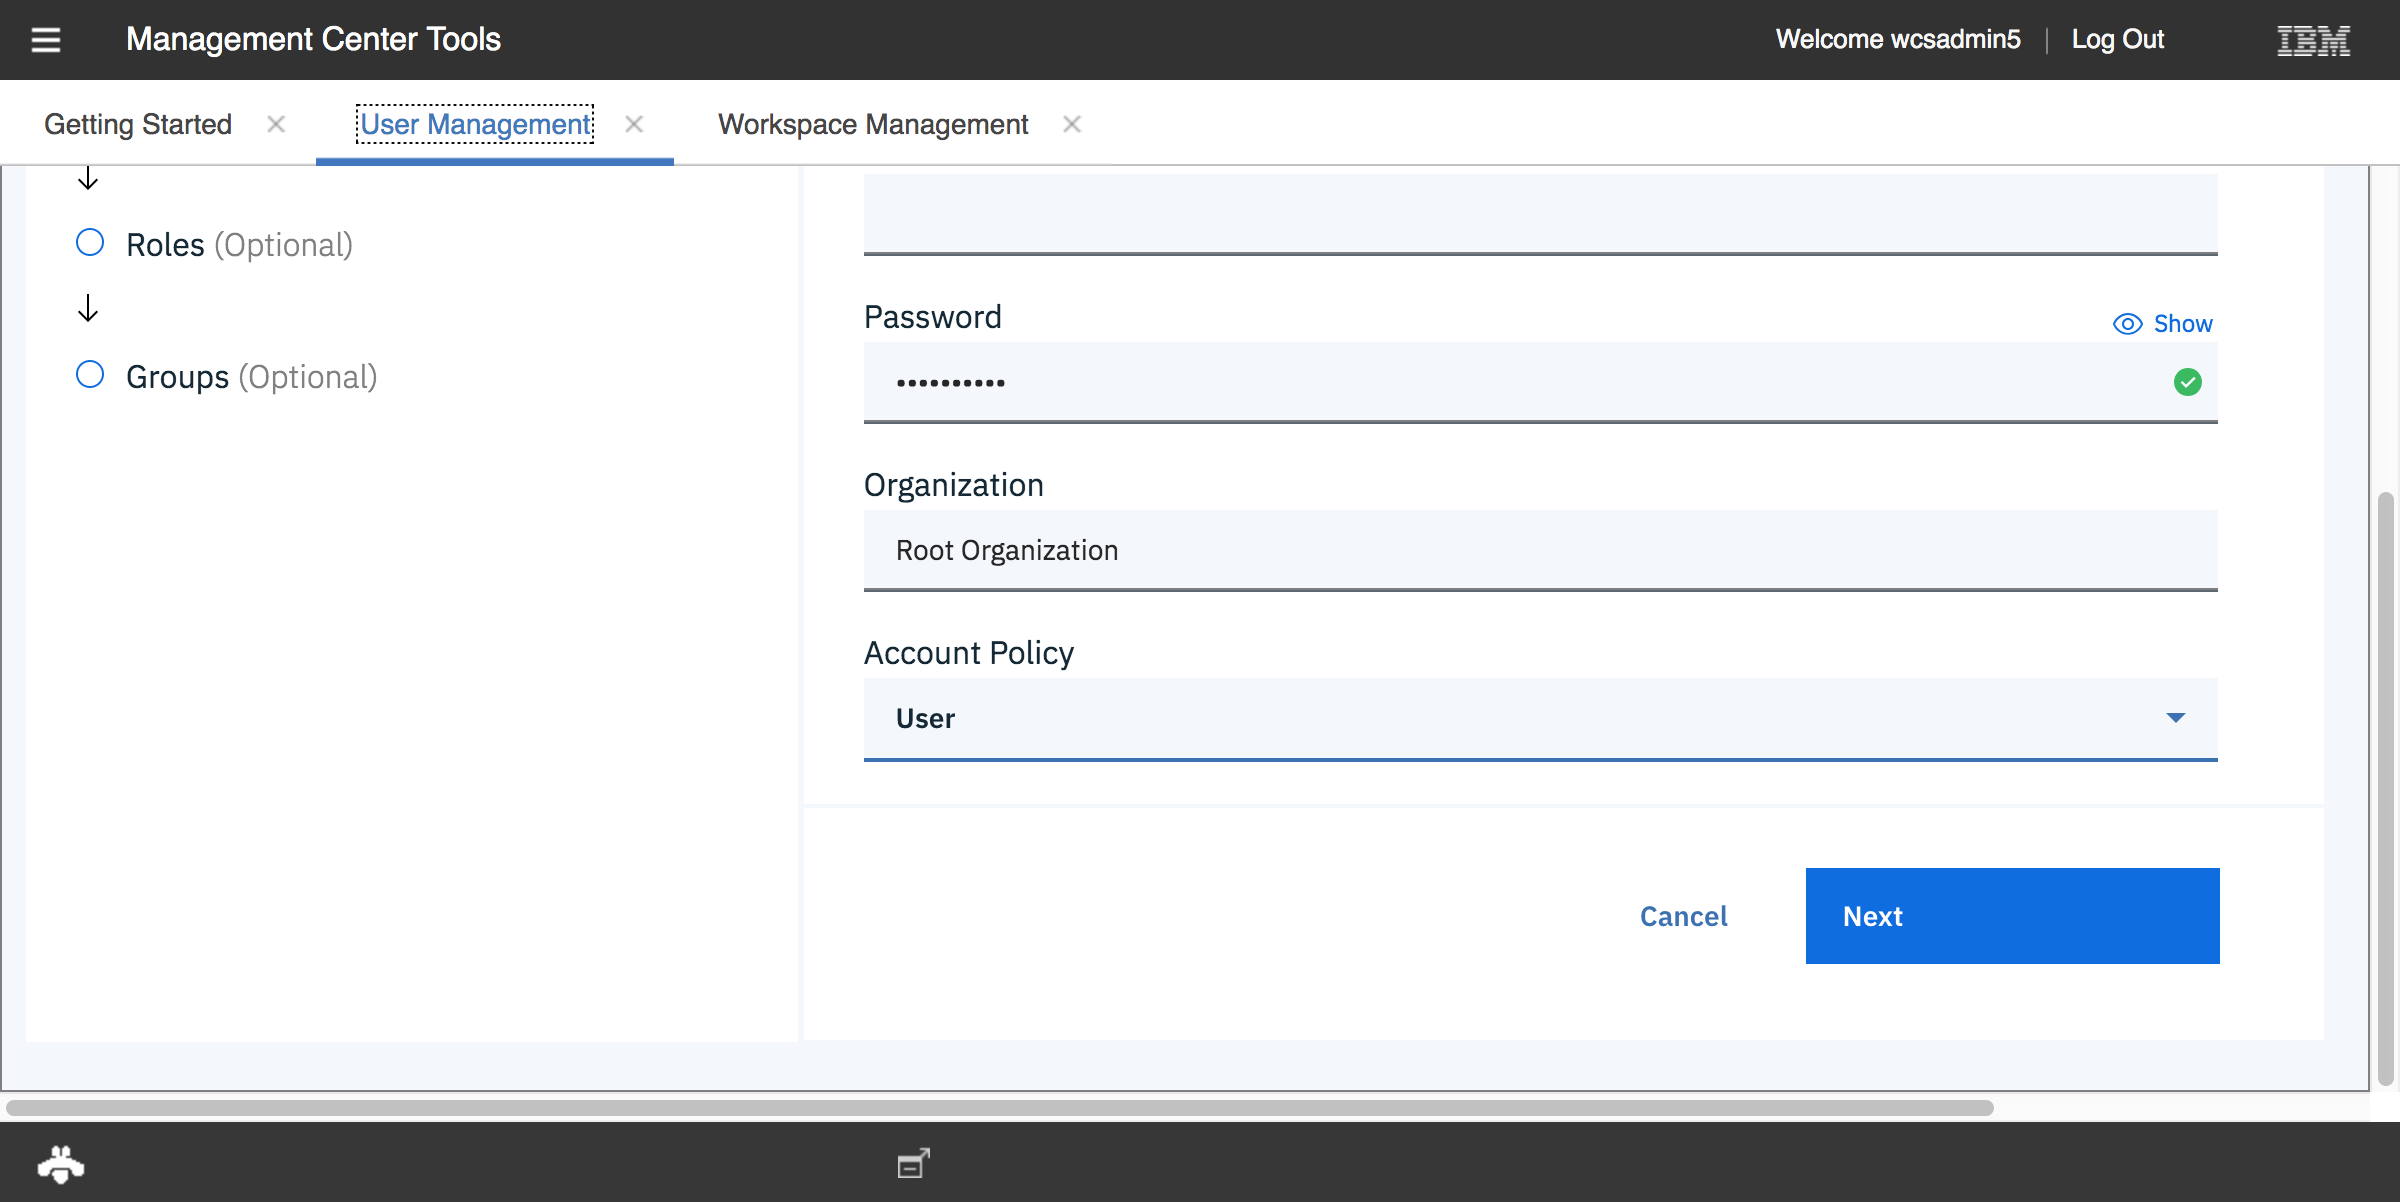 Management Center Tools
Welcome wcsadmin5 | Log Out
IBM
Getting Started
User Management
Workspace Management
Roles (Optional)
Groups (Optional)
Password
Show
••••••••••
Organization
Root Organization
Account Policy
User
Cancel
Next